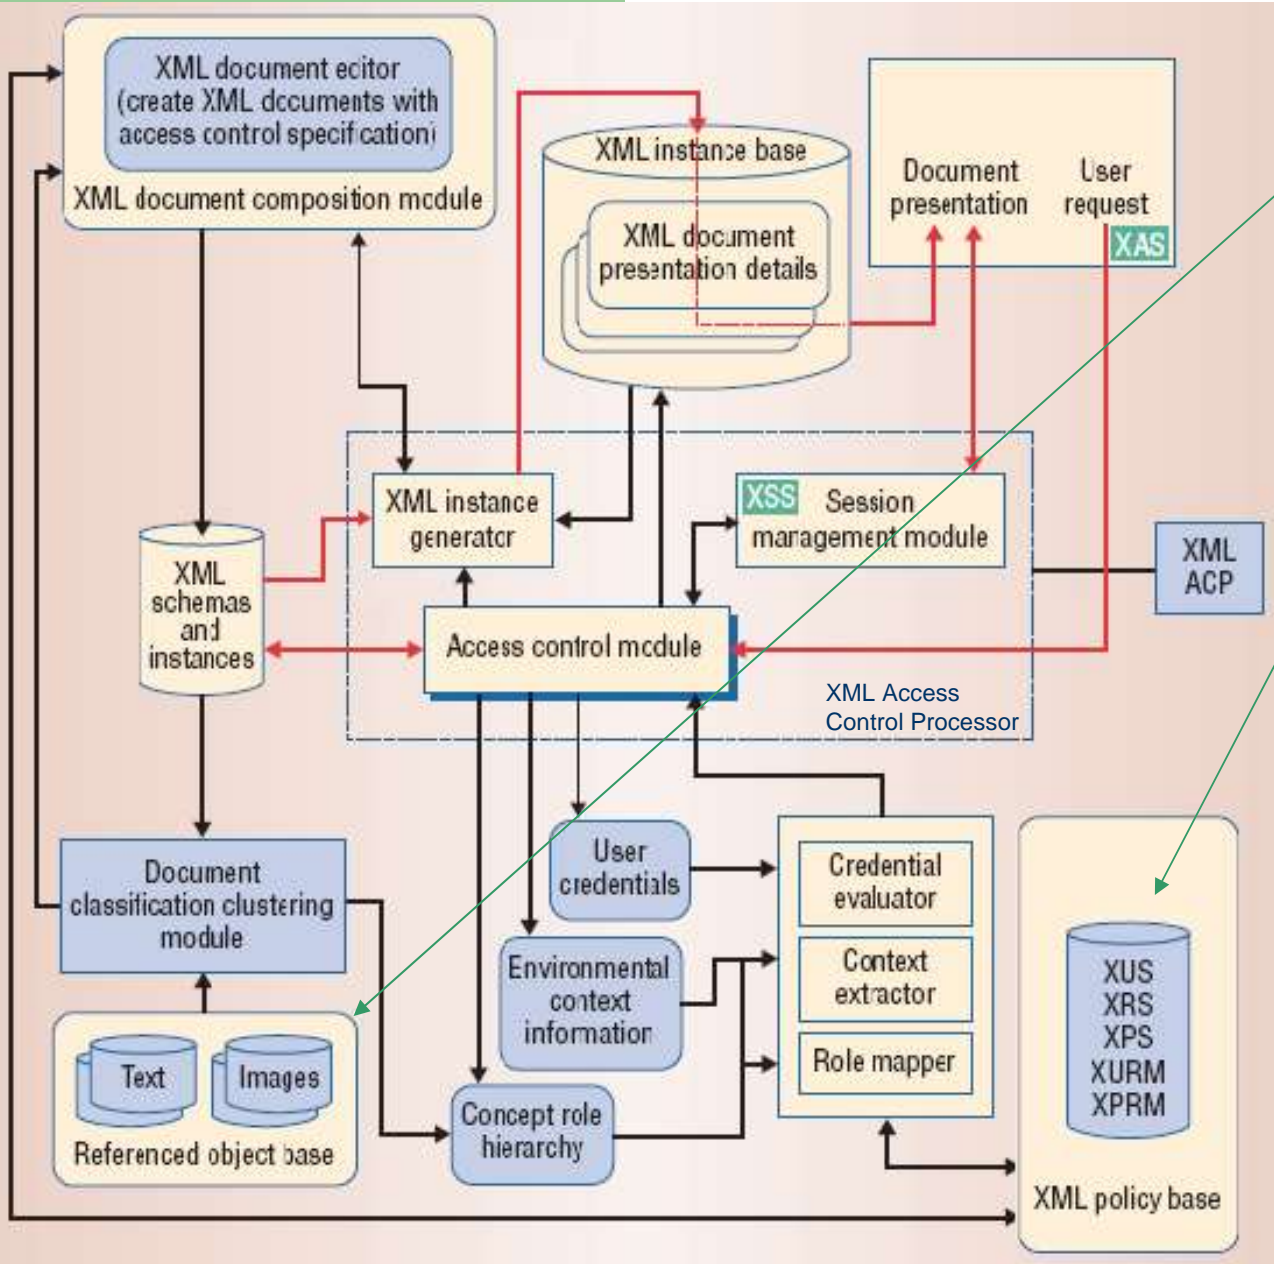 XML document editor
(create XML documents with
access control specification)
XML document composition module
XML instance base
XML document
presentation details
Document
presentation
User
request
XAS
XML instance
generator
XSS
Session
management module
XML
ACP
XML
schemas
and
instances
Access control module
XML Access
Control Processor
Document
classification clustering
module
User
credentials
Credential
evaluator
Environmental
context
information
Context
extractor
Role mapper
XUS
XRS
XPS
XURM
XPRM
Text
Images
Referenced object base
Concept role
hierarchy
XML policy base